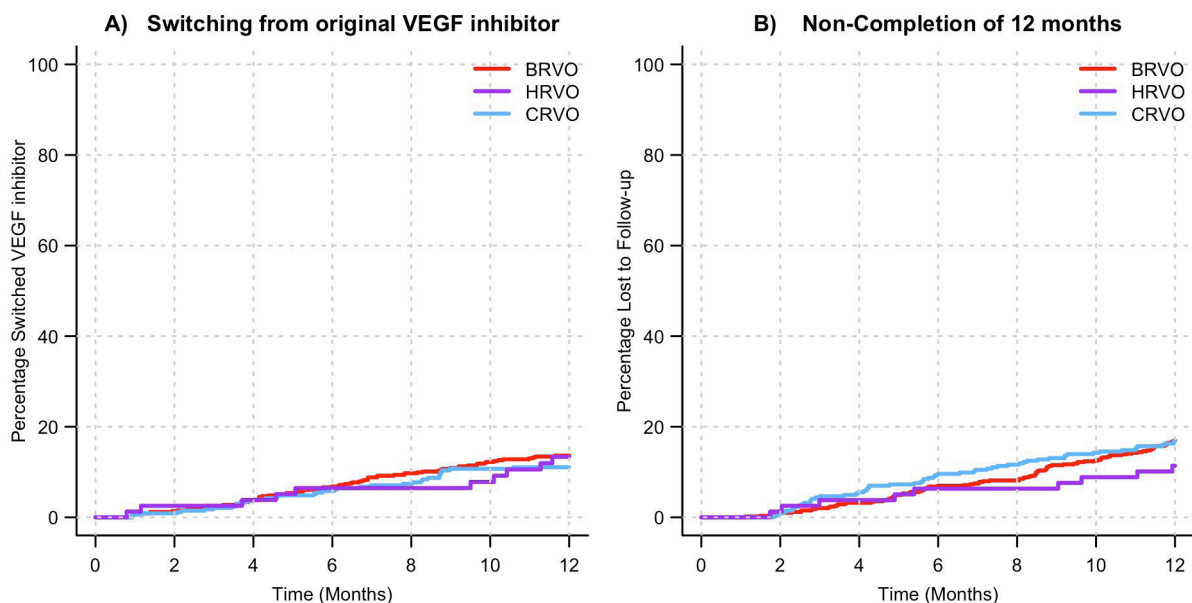 A) Switching from original VEGF inhibitor
Percentage Switched VEGF inhibitor
100
80
60
40
20
0
BRVO
HRVO
CRVO
0 2 4 6 8 10 12
Time (Months)
B) Non-Completion of 12 months
Percentage Lost to Follow-up
100
80
60
40
20
0
BRVO
HRVO
CRVO
0 2 4 6 8 10 12
Time (Months)